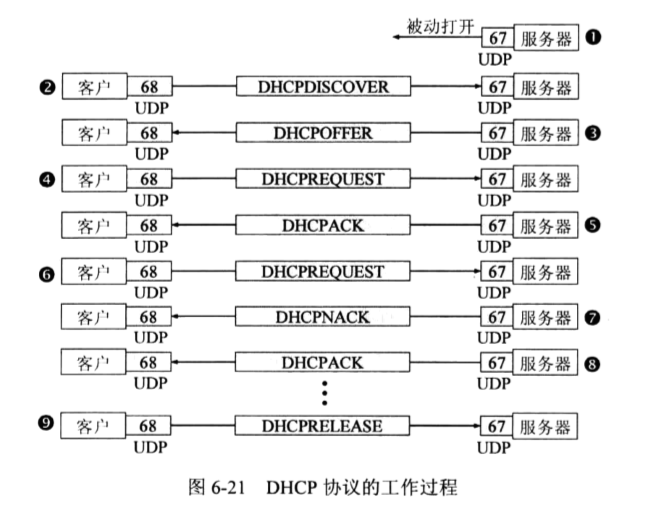 被动打开 67 服务器 ❶
UDP
❷ 客户 68 DHCPDISCOVER 67 服务器
UDP UDP
客户 68 DHCPOFFER 67 服务器 ❸
UDP UDP
❹ 客户 68 DHCPREQUEST 67 服务器
UDP UDP
客户 68 DHCPACK 67 服务器 ❺
UDP UDP
❻ 客户 68 DHCPREQUEST 67 服务器
UDP UDP
客户 68 DHCPNACK 67 服务器 ❼
UDP UDP
客户 68 DHCPACK 67 服务器 ❽
UDP UDP
❾ 客户 68 DHCPRELEASE 67 服务器
UDP UDP
图 6-21 DHCP 协议的工作过程